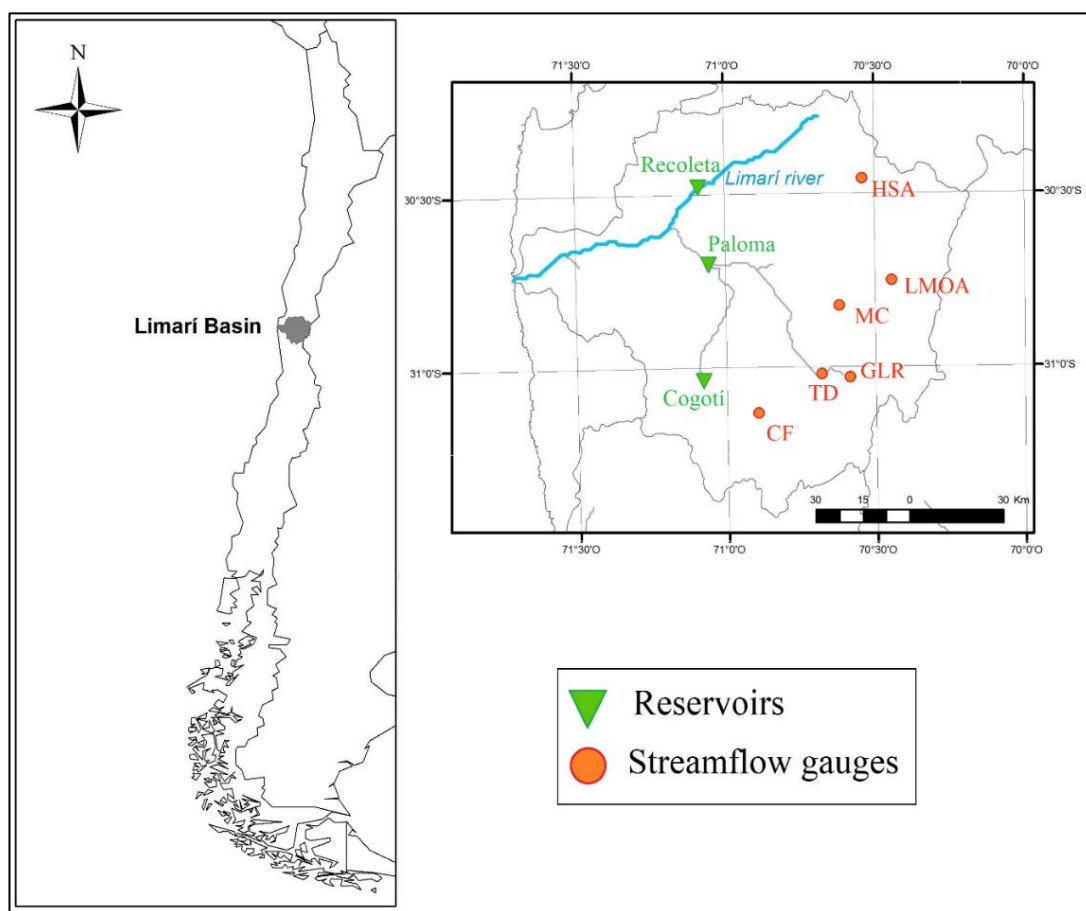 N
Limarí Basin
71°30'O
71°0'O
70°30'O
70°0'O
Recoleta
Limarí river
HSA
30°30'S
30°30'S
Paloma
LMOA
MC
31°0'S
31°0'S
GLR
TD
Cogotí
CF
30 15 0 30 Km
71°30'O
71°0'O
70°30'O
70°0'O
Reservoirs
Streamflow gauges